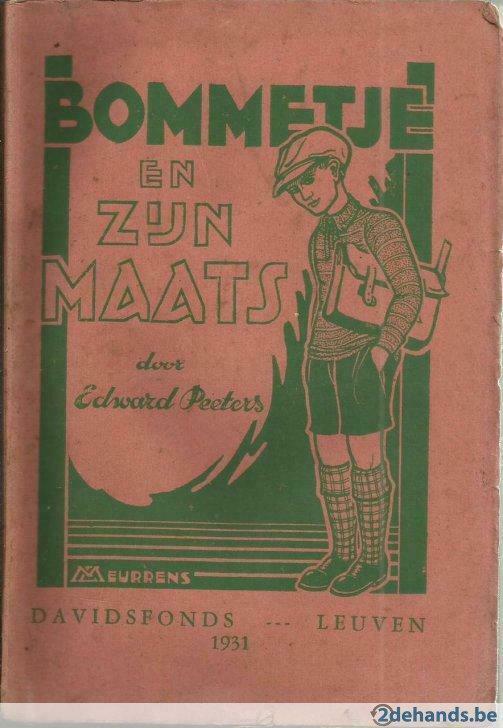 BOMMETJE
EN
ZIJN
MAATS
door
Edward Peeters
MEURRENS
DAVIDSFONDS --- LEUVEN
1931
2dehands.be